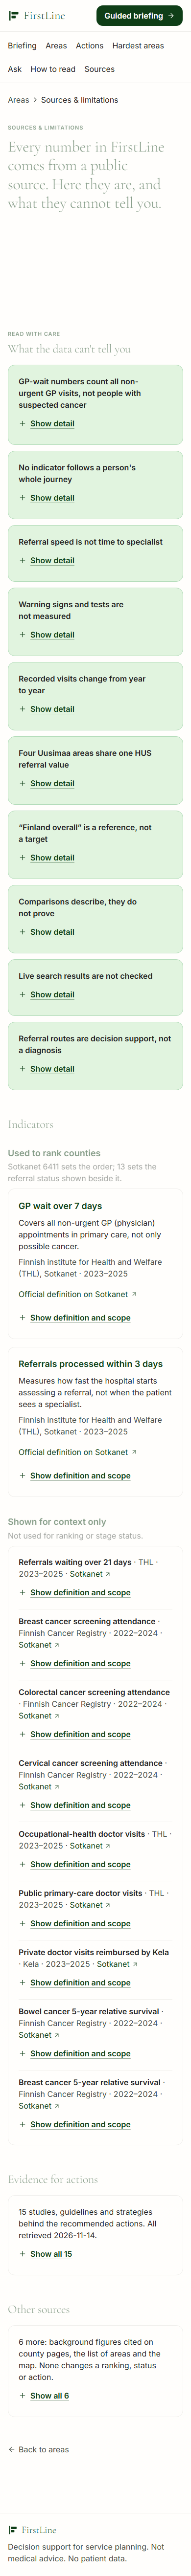 FirstLine
Guided briefing →
Briefing Areas Actions Hardest areas
Ask How to read Sources
Areas › Sources & limitations
SOURCES & LIMITATIONS
Every number in FirstLine
comes from a public
source. Here they are, and
what they cannot tell you.
READ WITH CARE
What the data can't tell you
GP-wait numbers count all non-
urgent GP visits, not people with
suspected cancer
+ Show detail
No indicator follows a person's
whole journey
+ Show detail
Referral speed is not time to specialist
+ Show detail
Warning signs and tests are
not measured
+ Show detail
Recorded visits change from year
to year
+ Show detail
Four Uusimaa areas share one HUS
referral value
+ Show detail
“Finland overall” is a reference, not
a target
+ Show detail
Comparisons describe, they do
not prove
+ Show detail
Live search results are not checked
+ Show detail
Referral routes are decision support, not
a diagnosis
+ Show detail
Indicators
Used to rank counties
Sotkanet 6411 sets the order; 13 sets the
referral status shown beside it.
GP wait over 7 days
Covers all non-urgent GP (physician)
appointments in primary care, not only
possible cancer.
Finnish institute for Health and Welfare
(THL), Sotkanet · 2023–2025
Official definition on Sotkanet ↗
+ Show definition and scope
Referrals processed within 3 days
Measures how fast the hospital starts
assessing a referral, not when the patient
sees a specialist.
Finnish institute for Health and Welfare
(THL), Sotkanet · 2023–2025
Official definition on Sotkanet ↗
+ Show definition and scope
Shown for context only
Not used for ranking or stage status.
Referrals waiting over 21 days · THL ·
2023–2025 · Sotkanet ↗
+ Show definition and scope
Breast cancer screening attendance ·
Finnish Cancer Registry · 2022–2024 ·
Sotkanet ↗
+ Show definition and scope
Colorectal cancer screening attendance
· Finnish Cancer Registry · 2022–2024 ·
Sotkanet ↗
+ Show definition and scope
Cervical cancer screening attendance ·
Finnish Cancer Registry · 2022–2024 ·
Sotkanet ↗
+ Show definition and scope
Occupational-health doctor visits · THL ·
2023–2025 · Sotkanet ↗
+ Show definition and scope
Public primary-care doctor visits · THL ·
2023–2025 · Sotkanet ↗
+ Show definition and scope
Private doctor visits reimbursed by Kela
· Kela · 2023–2025 · Sotkanet ↗
+ Show definition and scope
Bowel cancer 5-year relative survival ·
Finnish Cancer Registry · 2022–2024 ·
Sotkanet ↗
+ Show definition and scope
Breast cancer 5-year relative survival ·
Finnish Cancer Registry · 2022–2024 ·
Sotkanet ↗
+ Show definition and scope
Evidence for actions
15 studies, guidelines and strategies
behind the recommended actions. All
retrieved 2026-11-14.
+ Show all 15
Other sources
6 more: background figures cited on
county pages, the list of areas and the
map. None changes a ranking, status
or action.
+ Show all 6
← Back to areas
FirstLine
Decision support for service planning. Not
medical advice. No patient data.